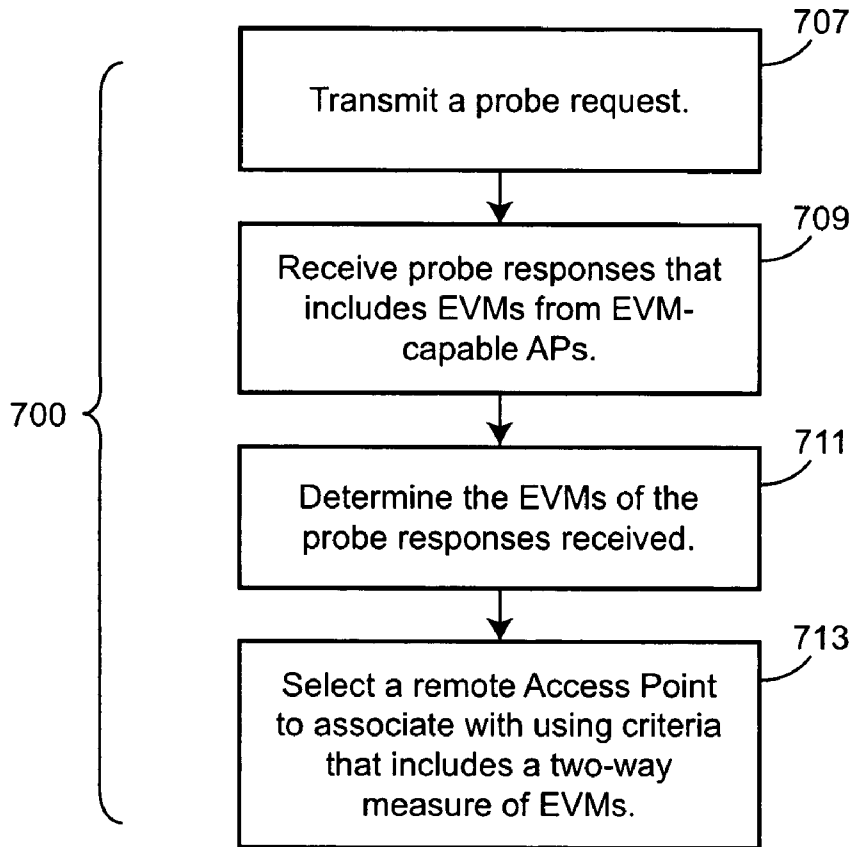 707
Transmit a probe request.
709
Receive probe responses that
includes EVMs from EVM-
capable APs.
700
711
Determine the EVMs of the
probe responses received.
713
Select a remote Access Point
to associate with using criteria
that includes a two-way
measure of EVMs.